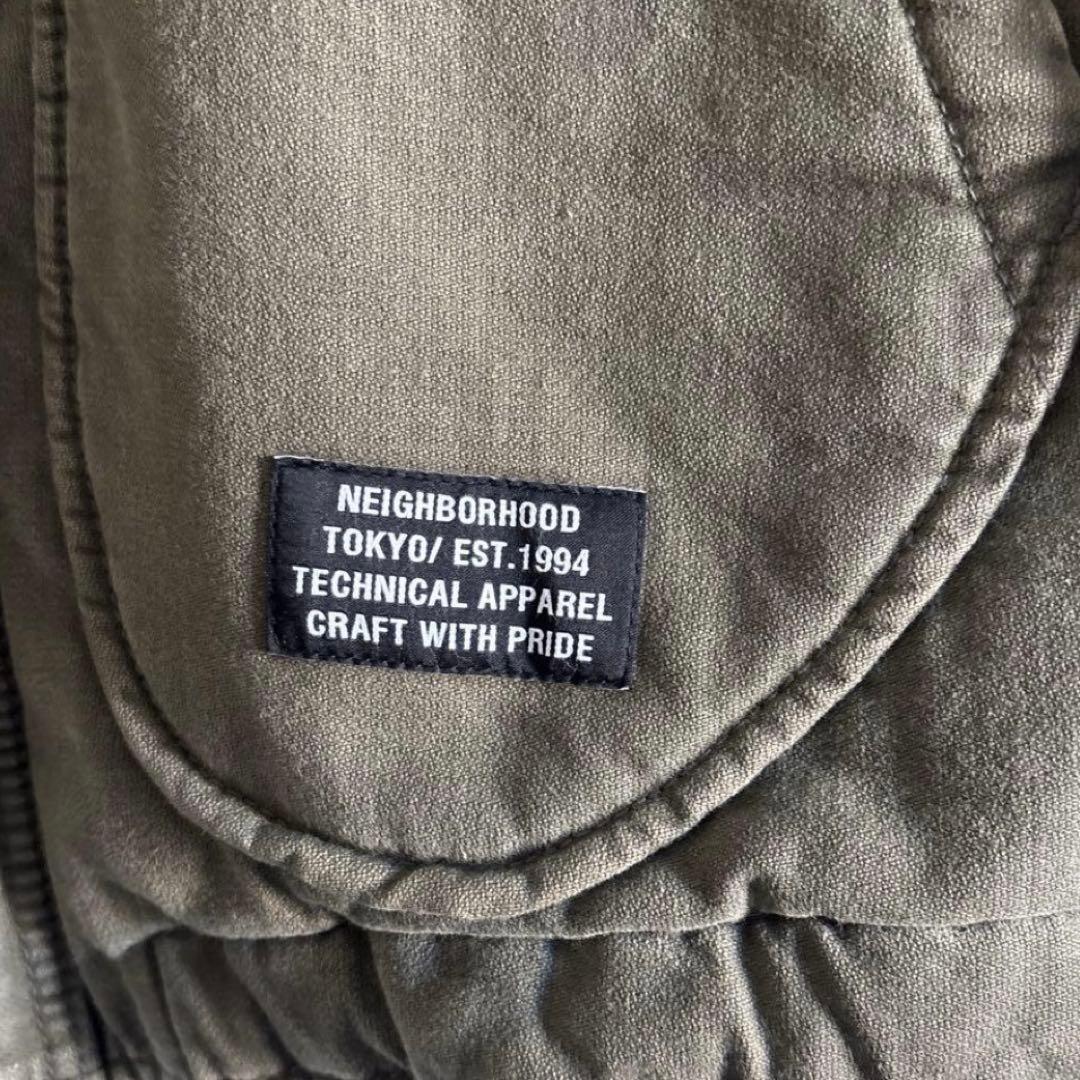 NEIGHBORHOOD
TOKYO/ EST.1994
TECHNICAL APPAREL
CRAFT WITH PRIDE